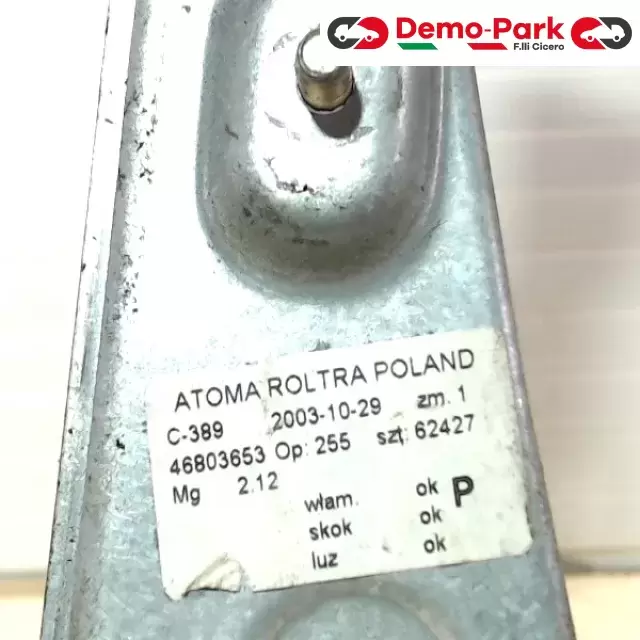 Demo-Park
F.lli Cicero
ATOMA ROLTRA POLAND
C-389 2003-10-29 zm. 1
46803653 Op: 255 szt: 62427
Mg 2.12
włam. ok P
skok ok
luz ok